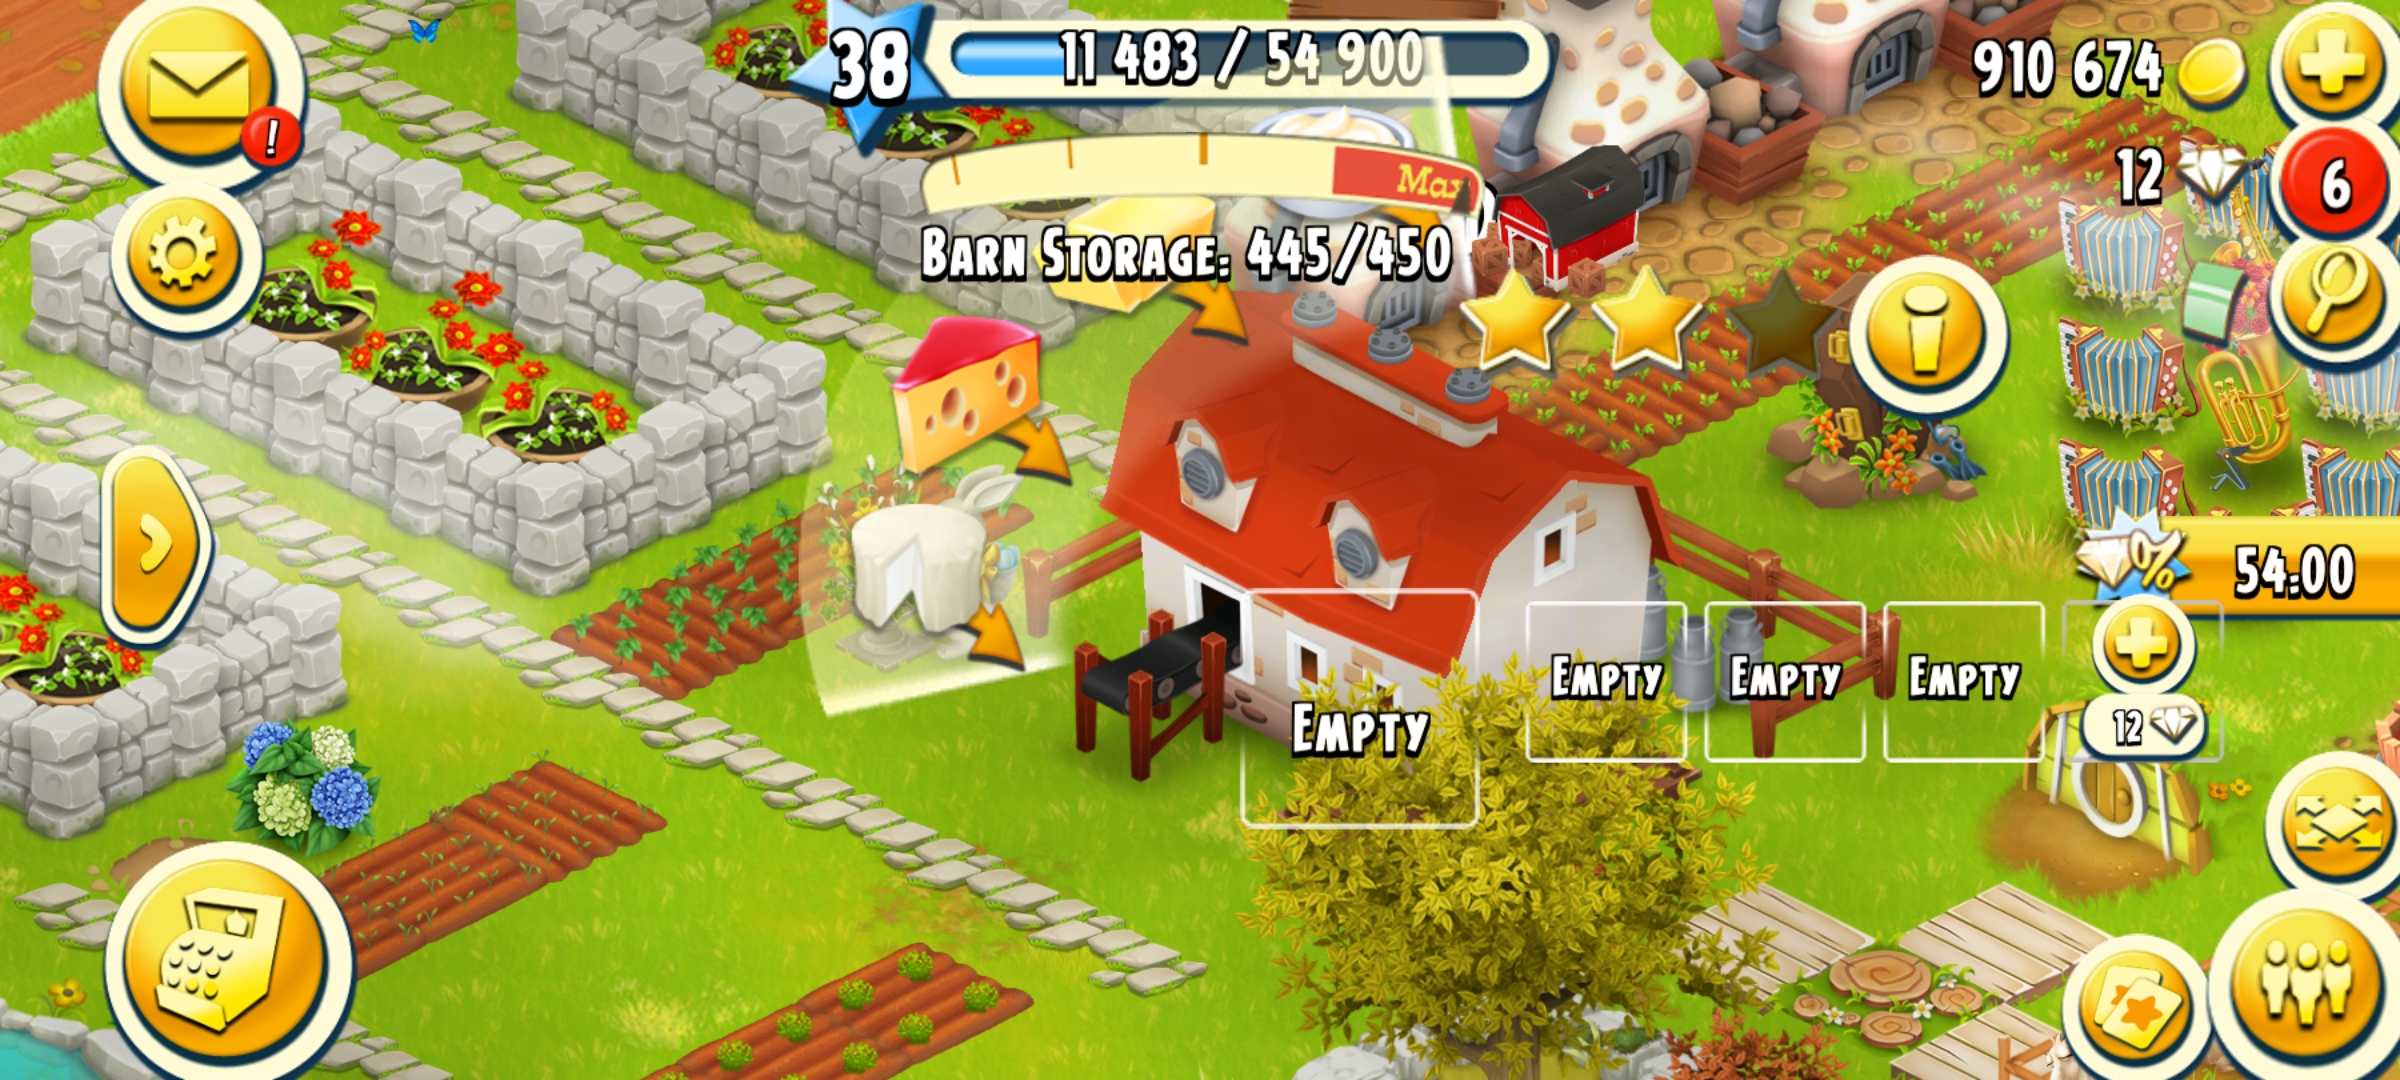 38
11 483 / 54 900
910 674
!
12
6
Max
BARN STORAGE: 445/450
%
54:00
EMPTY
EMPTY
EMPTY
EMPTY
12